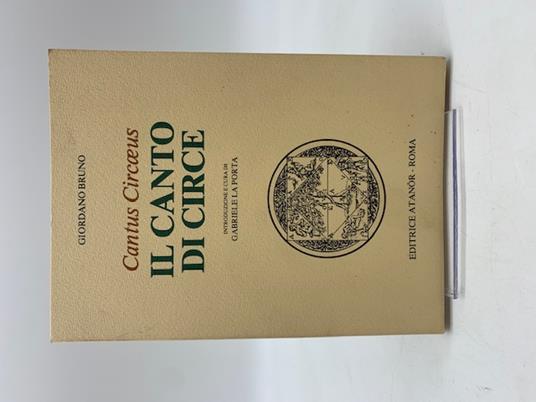 GIORDANO BRUNO
Cantus Circæus
IL CANTO
DI CIRCE
INTRODUZIONE E CURA DI
GABRIELE LA PORTA
EDITRICE ATANÒR - ROMA